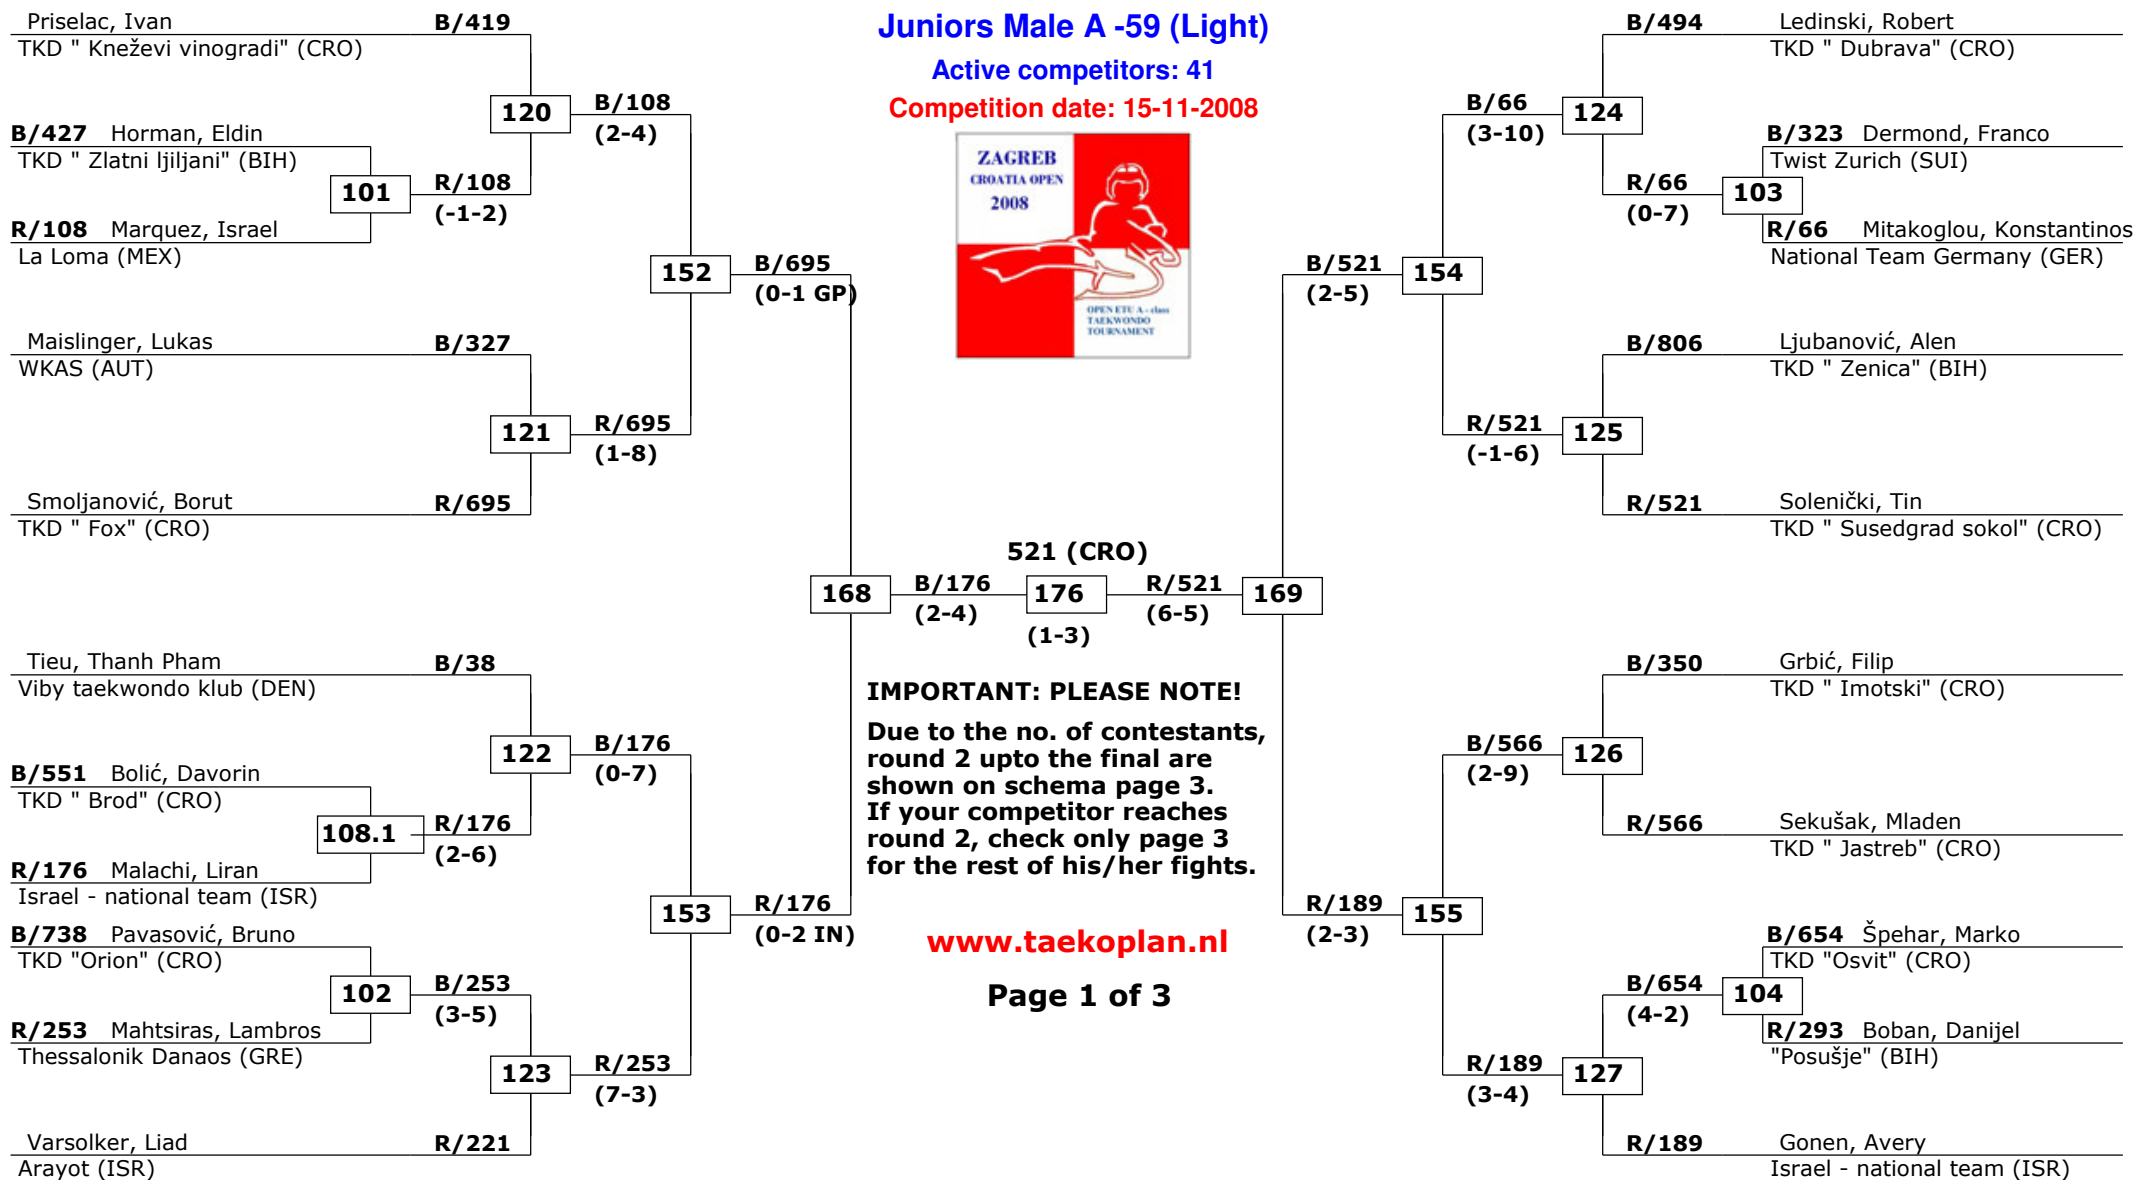 Juniors Male A -59 (Light)
Active competitors: 41
Competition date: 15-11-2008
ZAGREB
CROATIA OPEN
2008
OPEN ETU A - class
TAEKWONDO
TOURNAMENT
Priselac, Ivan B/419
TKD " Kneževi vinogradi" (CRO)
120
B/108
(2-4)
B/427 Horman, Eldin
TKD " Zlatni ljiljani" (BIH)
101
R/108
(-1-2)
R/108 Marquez, Israel
La Loma (MEX)
152
B/695
(0-1 GP)
Maislinger, Lukas B/327
WKAS (AUT)
121
R/695
(1-8)
Smoljanović, Borut R/695
TKD " Fox" (CRO)
168
B/176
(2-4)
521 (CRO)
176
(1-3)
R/521
(6-5)
169
Tieu, Thanh Pham B/38
Viby taekwondo klub (DEN)
122
B/176
(0-7)
B/551 Bolić, Davorin
TKD " Brod" (CRO)
108.1
R/176
(2-6)
R/176 Malachi, Liran
Israel - national team (ISR)
153
R/176
(0-2 IN)
B/738 Pavasović, Bruno
TKD "Orion" (CRO)
102
B/253
(3-5)
R/253 Mahtsiras, Lambros
Thessalonik Danaos (GRE)
123
R/253
(7-3)
Varsolker, Liad R/221
Arayot (ISR)
IMPORTANT: PLEASE NOTE!
Due to the no. of contestants,
round 2 upto the final are
shown on schema page 3.
If your competitor reaches
round 2, check only page 3
for the rest of his/her fights.
www.taekoplan.nl
Page 1 of 3
B/494 Ledinski, Robert
TKD " Dubrava" (CRO)
B/66
(3-10)
124
B/323 Dermond, Franco
Twist Zurich (SUI)
R/66
(0-7)
103
R/66 Mitakoglou, Konstantinos
National Team Germany (GER)
B/521
(2-5)
154
B/806 Ljubanović, Alen
TKD " Zenica" (BIH)
R/521
(-1-6)
125
R/521 Solenički, Tin
TKD " Susedgrad sokol" (CRO)
B/350 Grbić, Filip
TKD " Imotski" (CRO)
B/566
(2-9)
126
R/566 Sekušak, Mladen
TKD " Jastreb" (CRO)
R/189
(2-3)
155
B/654 Špehar, Marko
TKD "Osvit" (CRO)
B/654
(4-2)
104
R/293 Boban, Danijel
"Posušje" (BIH)
R/189
(3-4)
127
R/189 Gonen, Avery
Israel - national team (ISR)